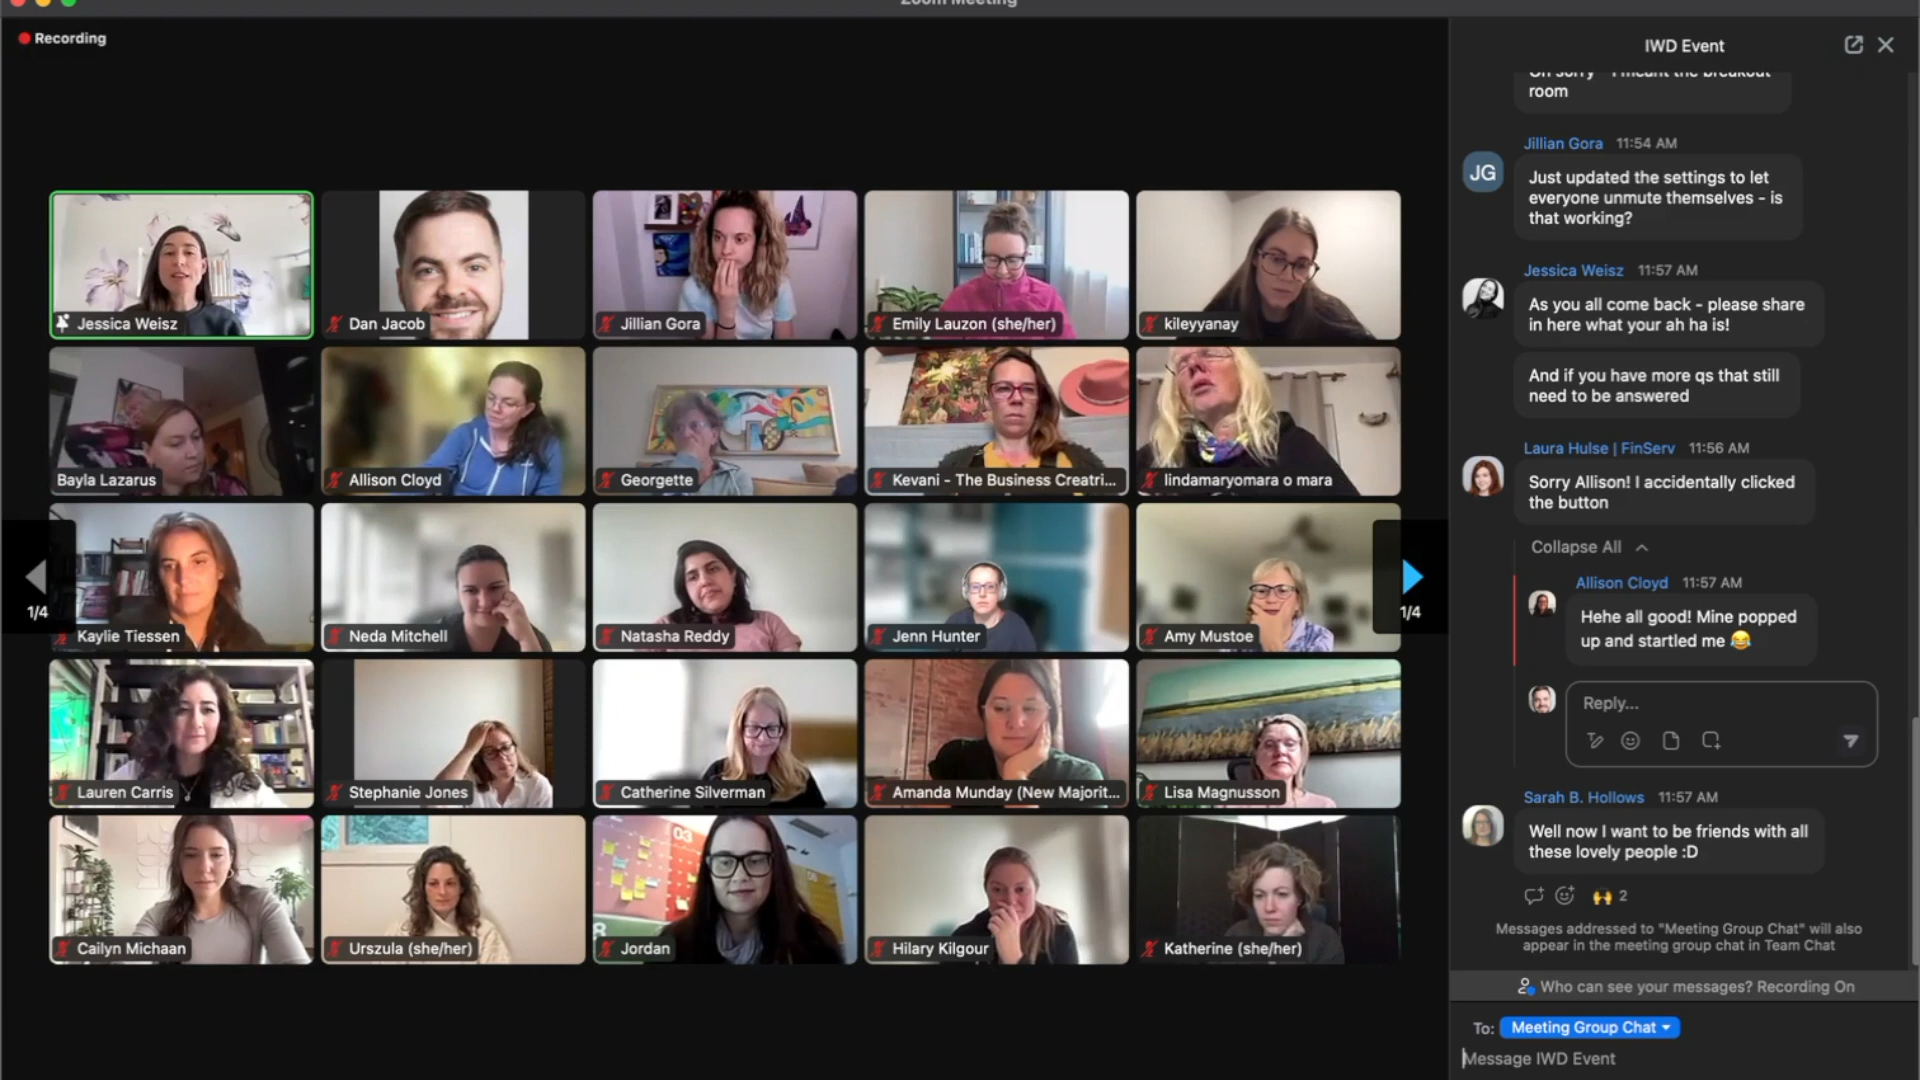 Zoom Meeting
Recording
IWD Event
Oh sorry - I meant the breakout
room
Jillian Gora 11:54 AM
JG
Just updated the settings to let
everyone unmute themselves - is
that working?
Jessica Weisz 11:57 AM
As you all come back - please share
in here what your ah ha is!
And if you have more qs that still
need to be answered
Laura Hulse | FinServ 11:56 AM
Sorry Allison! I accidentally clicked
the button
Collapse All
Allison Cloyd 11:57 AM
Hehe all good! Mine popped
up and startled me 😂
Reply...
Sarah B. Hollows 11:57 AM
Well now I want to be friends with all
these lovely people :D
🙌 2
Messages addressed to "Meeting Group Chat" will also
appear in the meeting group chat in Team Chat
Who can see your messages? Recording On
To: Meeting Group Chat
Message IWD Event
Jessica Weisz
Dan Jacob
Jillian Gora
Emily Lauzon (she/her)
kileyyanay
Bayla Lazarus
Allison Cloyd
Georgette
Kevani - The Business Creatri...
lindamaryomara o mara
1/4
Kaylie Tiessen
Neda Mitchell
Natasha Reddy
Jenn Hunter
Amy Mustoe
1/4
Lauren Carris
Stephanie Jones
Catherine Silverman
Amanda Munday (New Majorit...
Lisa Magnusson
Cailyn Michaan
Urszula (she/her)
03
Jordan
Hilary Kilgour
Katherine (she/her)